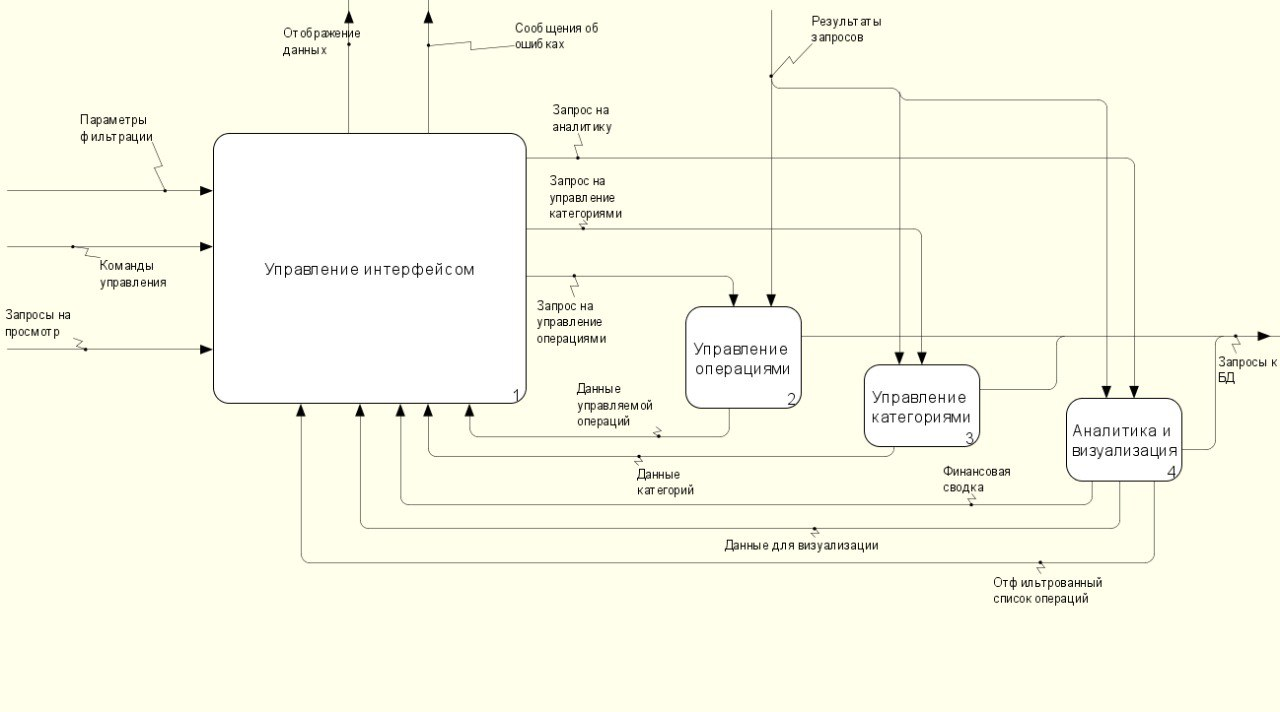 Отображение
данных
Сообщения об
ошибках
Результаты
запросов
Параметры
фильтрации
Запрос на
аналитику
Запрос на
управление
категориями
Команды
управления
Управление интерфейсом
1
Запрос на
управление
операциями
Запросы на
просмотр
Управление
операциями
2
Запросы к
БД
Управление
категориями
3
Данные
управляемой
операций
Аналитика и
визуализация
4
Данные
категорий
Финансовая
сводка
Данные для визуализации
Отфильтрованный
список операций